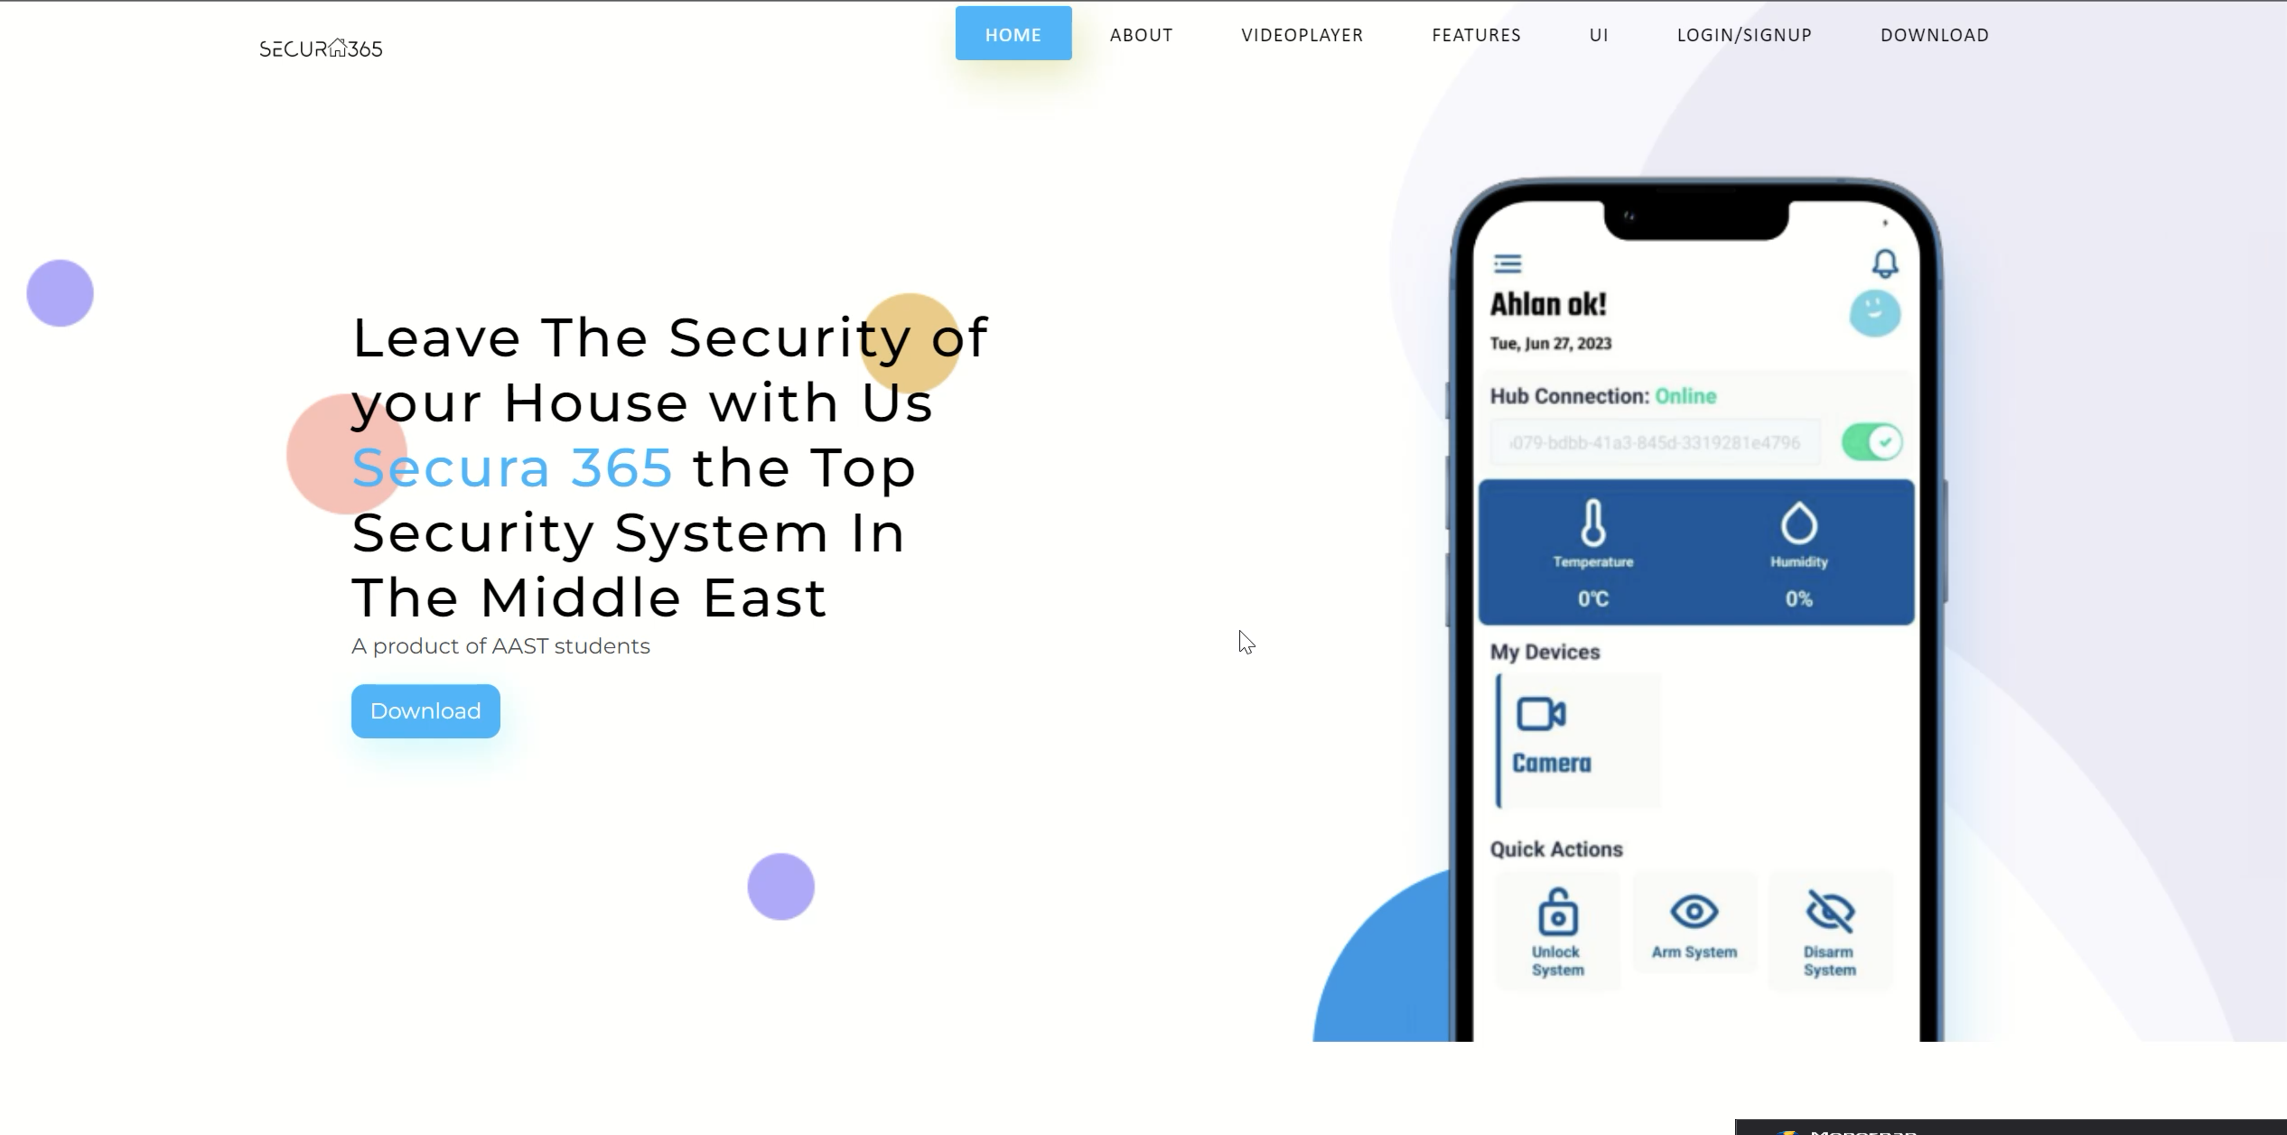 SECURA365
HOME
ABOUT
VIDEOPLAYER
FEATURES
UI
LOGIN/SIGNUP
DOWNLOAD
Leave The Security of
your House with Us
Secura 365 the Top
Security System In
The Middle East
A product of AAST students
Download
Ahlan ok!
Tue, Jun 27, 2023
Hub Connection: Online
079-bdbb-41a3-845d-3319281e4796
Temperature
Humidity
0°C
0%
My Devices
Camera
Quick Actions
Unlock
System
Arm System
Disarm
System